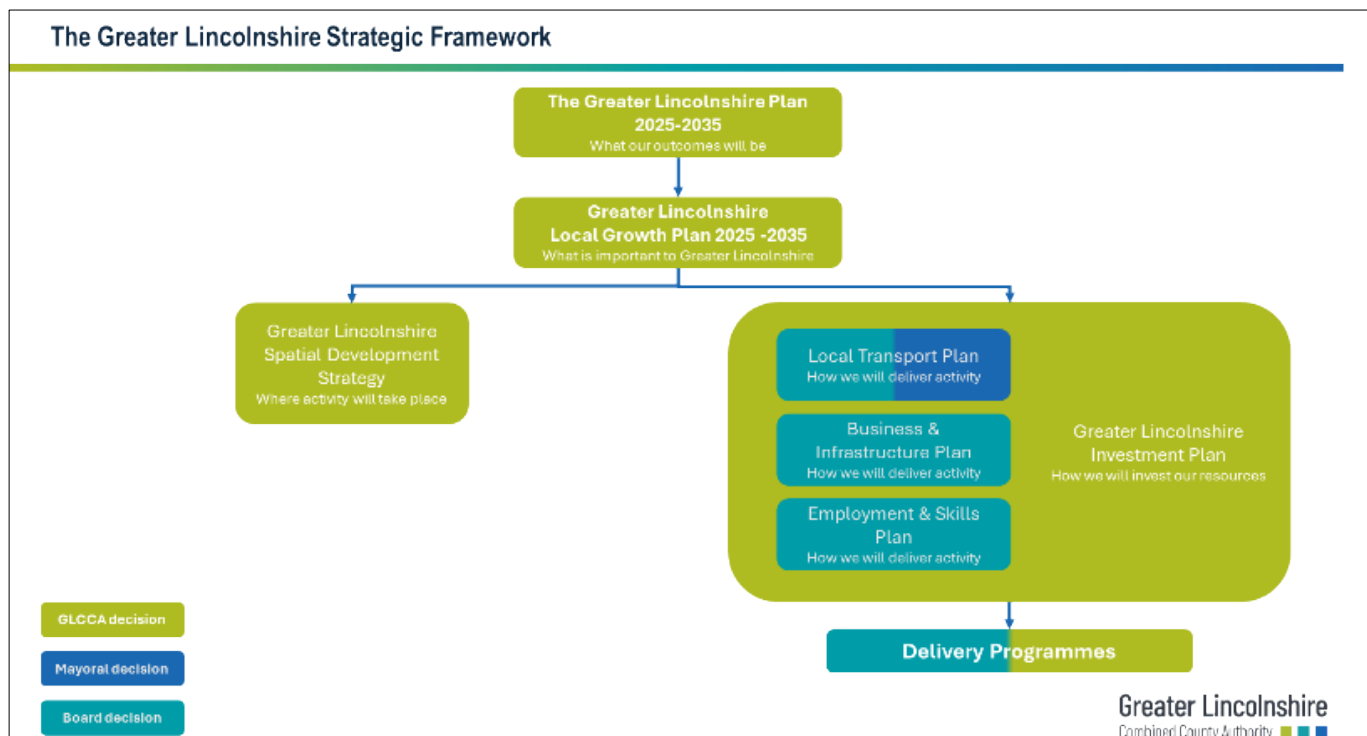 The Greater Lincolnshire Strategic Framework
The Greater Lincolnshire Plan
2025-2035
What our outcomes will be
Greater Lincolnshire
Local Growth Plan 2025 -2035
What is important to Greater Lincolnshire
Greater Lincolnshire
Spatial Development
Strategy
Where activity will take place
Local Transport Plan
How we will deliver activity
Business &
Infrastructure Plan
How we will deliver activity
Employment & Skills
Plan
How we will deliver activity
Greater Lincolnshire
Investment Plan
How we will invest our resources
Delivery Programmes
GLCCA decision
Mayoral decision
Board decision
Greater Lincolnshire
Combined County Authority